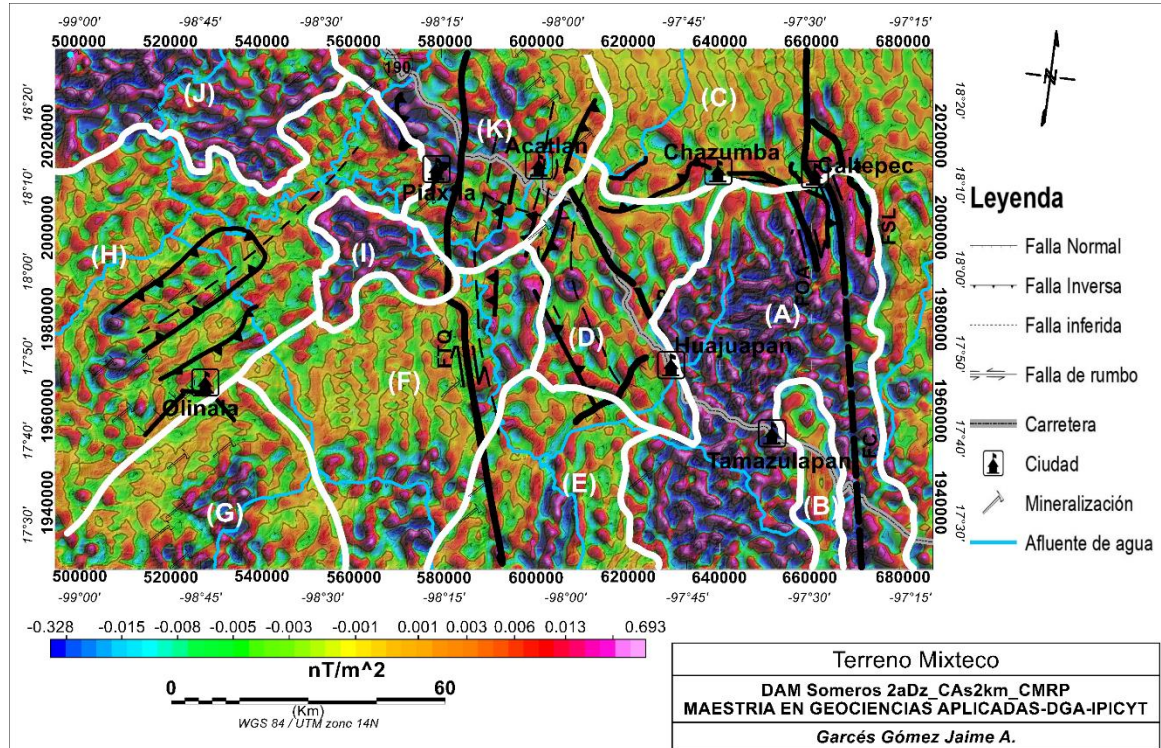 -99°00' -98°45' -98°30' -98°15' -98°00' -97°45' -97°30' -97°15'
5000000 520000 540000 560000 580000 600000 620000 640000 660000 680000
190
(J)
(C)
(K)
Acatlan
Chazumba
Caltepec
Piaxtla
FSL
(H)
(I)
(A)
FOA
(D)
Huajuapan
FTQ
(F)
Olinala
Tamazulapan
FC
(E)
(B)
(G)
18°20' 18°10' 18°00' 17°50' 17°40' 17°30'
2020000 2000000 1980000 1960000 1940000
2020000 2000000 1980000 1960000 1940000
18°20' 18°10' 18°00' 17°50' 17°40' 17°30'
5000000 520000 540000 560000 580000 5600000 620000 640000 660000 680000
-99°00' -98°45' -98°30' -98°15' -98°00' -97°45' -97°30' -97°15'
N
Leyenda
Falla Normal
Falla Inversa
Falla inferida
Falla de rumbo
Carretera
Ciudad
Mineralización
Afluente de agua
-0.328 -0.015 -0.008 -0.005 -0.003 -0.001 0.001 0.003 0.006 0.013 0.693
nT/m^2
0 60
(Km)
WGS 84 / UTM zone 14N
Terreno Mixteco
DAM Someros 2aDz_CAs2km_CMRP
MAESTRIA EN GEOCIENCIAS APLICADAS-DGA-IPICYT
Garcés Gómez Jaime A.